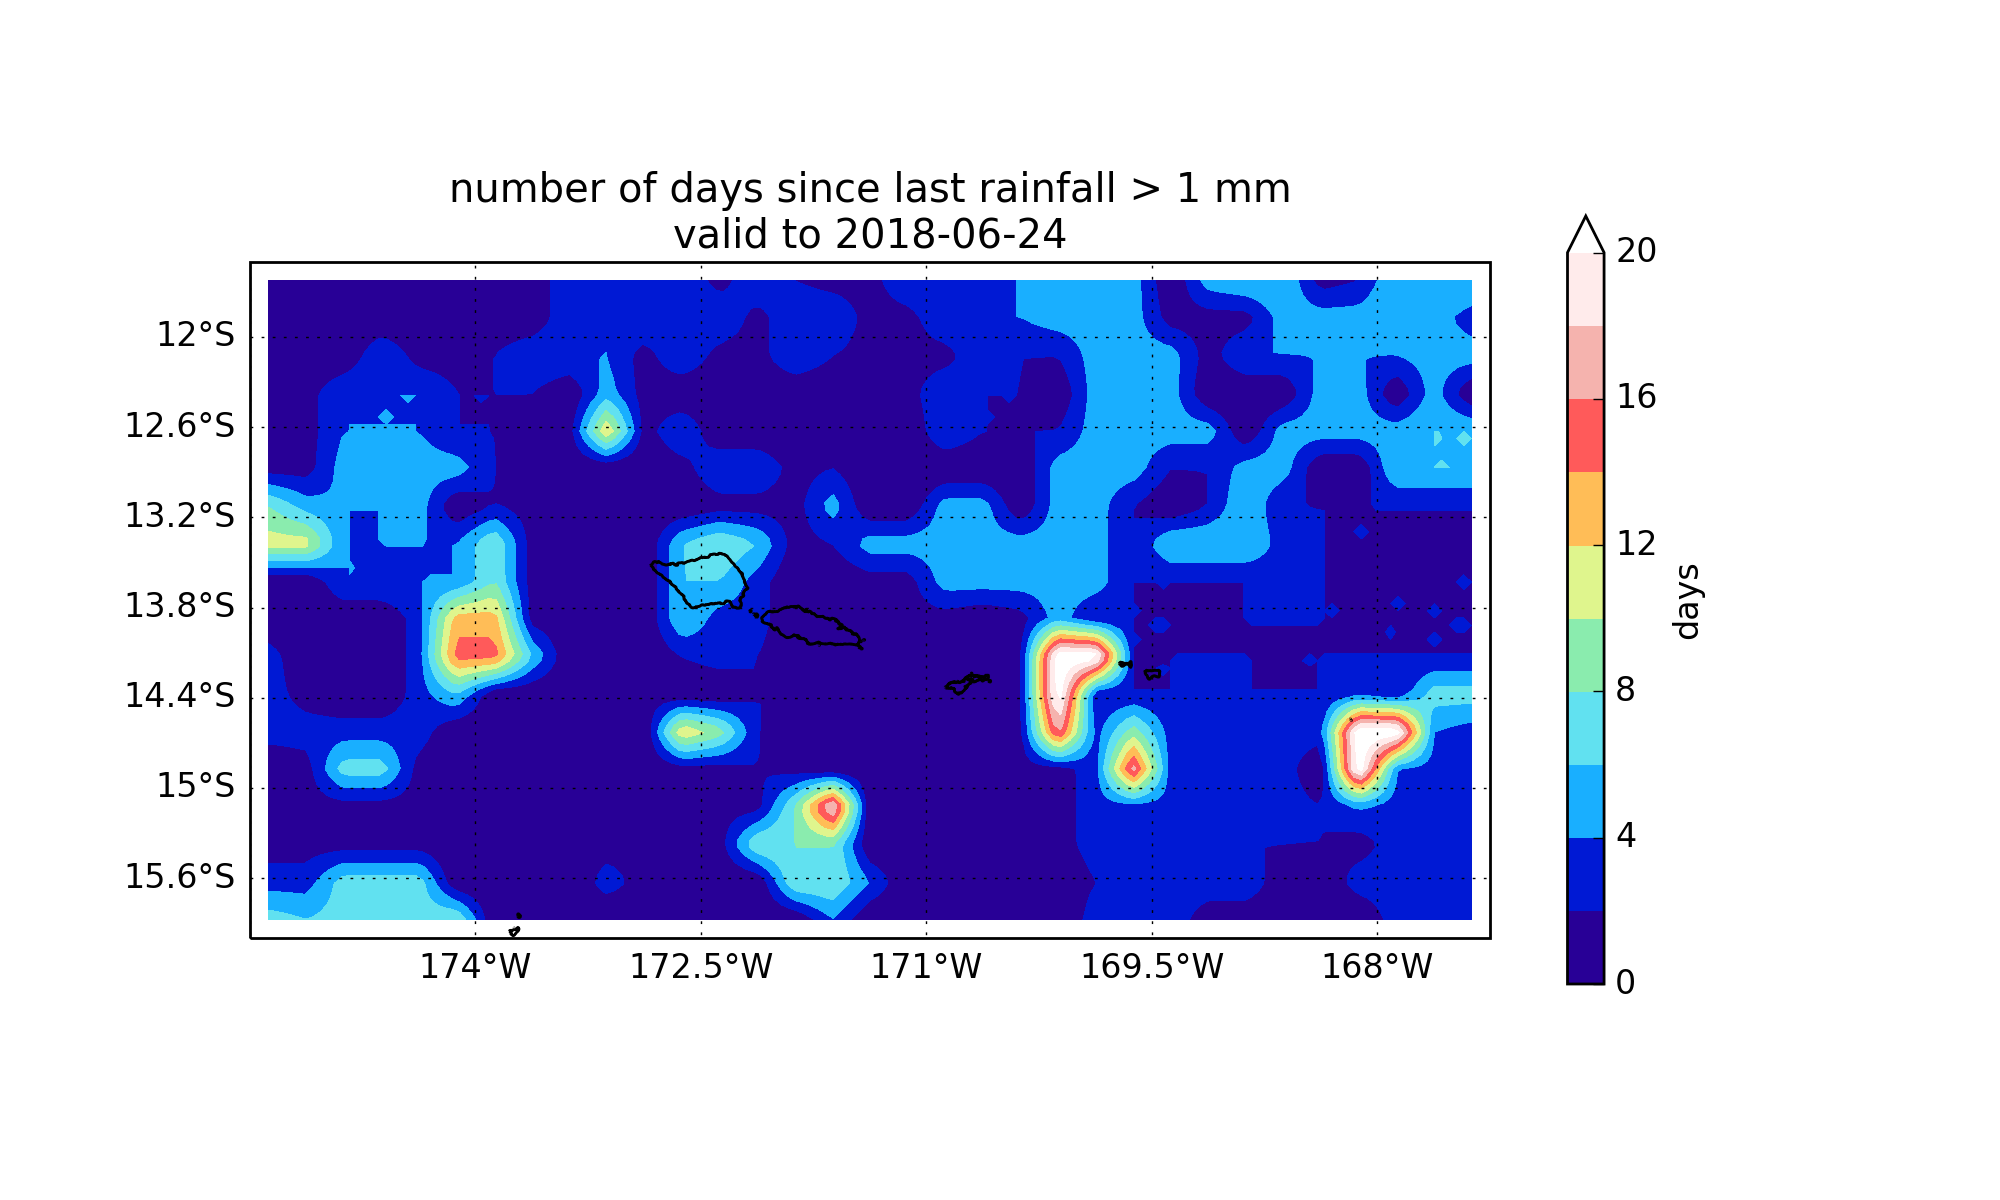 number of days since last rainfall > 1 mm
valid to 2018-06-24
12°S
12.6°S
13.2°S
13.8°S
14.4°S
15°S
15.6°S
174°W
172.5°W
171°W
169.5°W
168°W
20
16
12
8
4
0
days